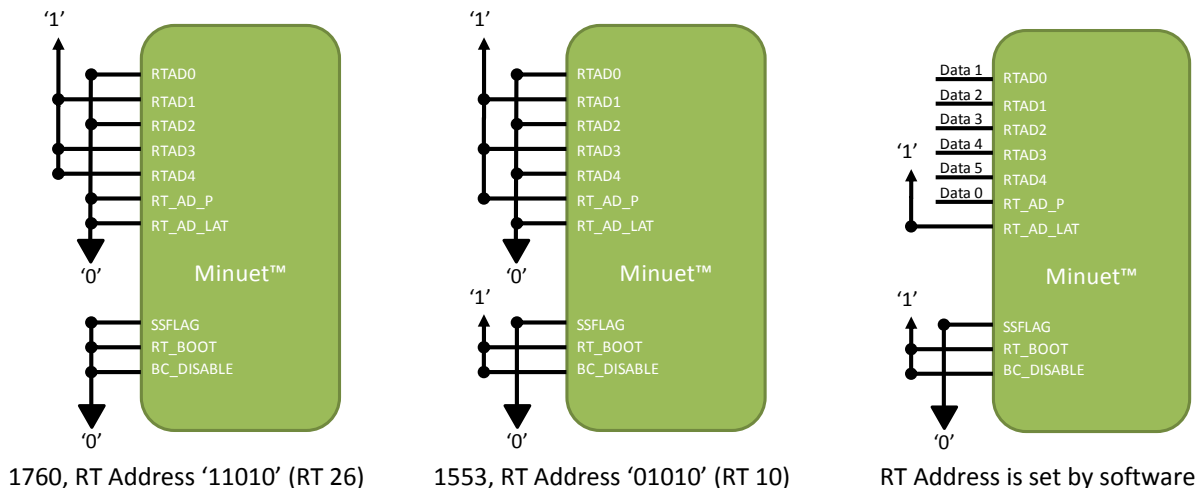 ‘1’
RTAD0
RTAD1
RTAD2
RTAD3
RTAD4
RT_AD_P
RT_AD_LAT
‘0’
Minuet™
SSFLAG
RT_BOOT
BC_DISABLE
‘0’
1760, RT Address ‘11010’ (RT 26)
‘1’
RTAD0
RTAD1
RTAD2
RTAD3
RTAD4
RT_AD_P
RT_AD_LAT
‘0’
Minuet™
‘1’
SSFLAG
RT_BOOT
BC_DISABLE
‘0’
1553, RT Address ‘01010’ (RT 10)
Data 1 RTAD0
Data 2 RTAD1
Data 3 RTAD2
Data 4 RTAD3
‘1’
Data 5 RTAD4
Data 0 RT_AD_P
RT_AD_LAT
Minuet™
‘1’
SSFLAG
RT_BOOT
BC_DISABLE
‘0’
RT Address is set by software